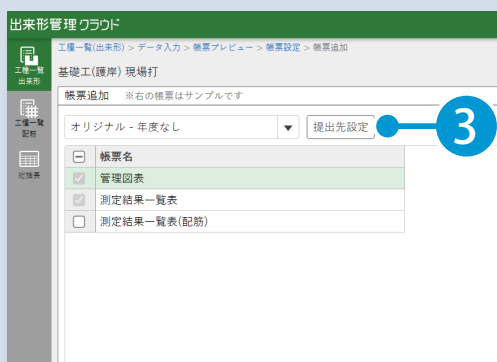 出来形管理クラウド
工種一覧(出来形) > データ入力 > 帳票プレビュー > 帳票設定 > 帳票追加
工種一覧
出来形
基礎工(護岸) 現場打
帳票追加 ※右の帳票はサンプルです
工種一覧
配筋
オリジナル - 年度なし ▼ 提出先設定
3
総括表
帳票名
管理図表
測定結果一覧表
測定結果一覧表(配筋)